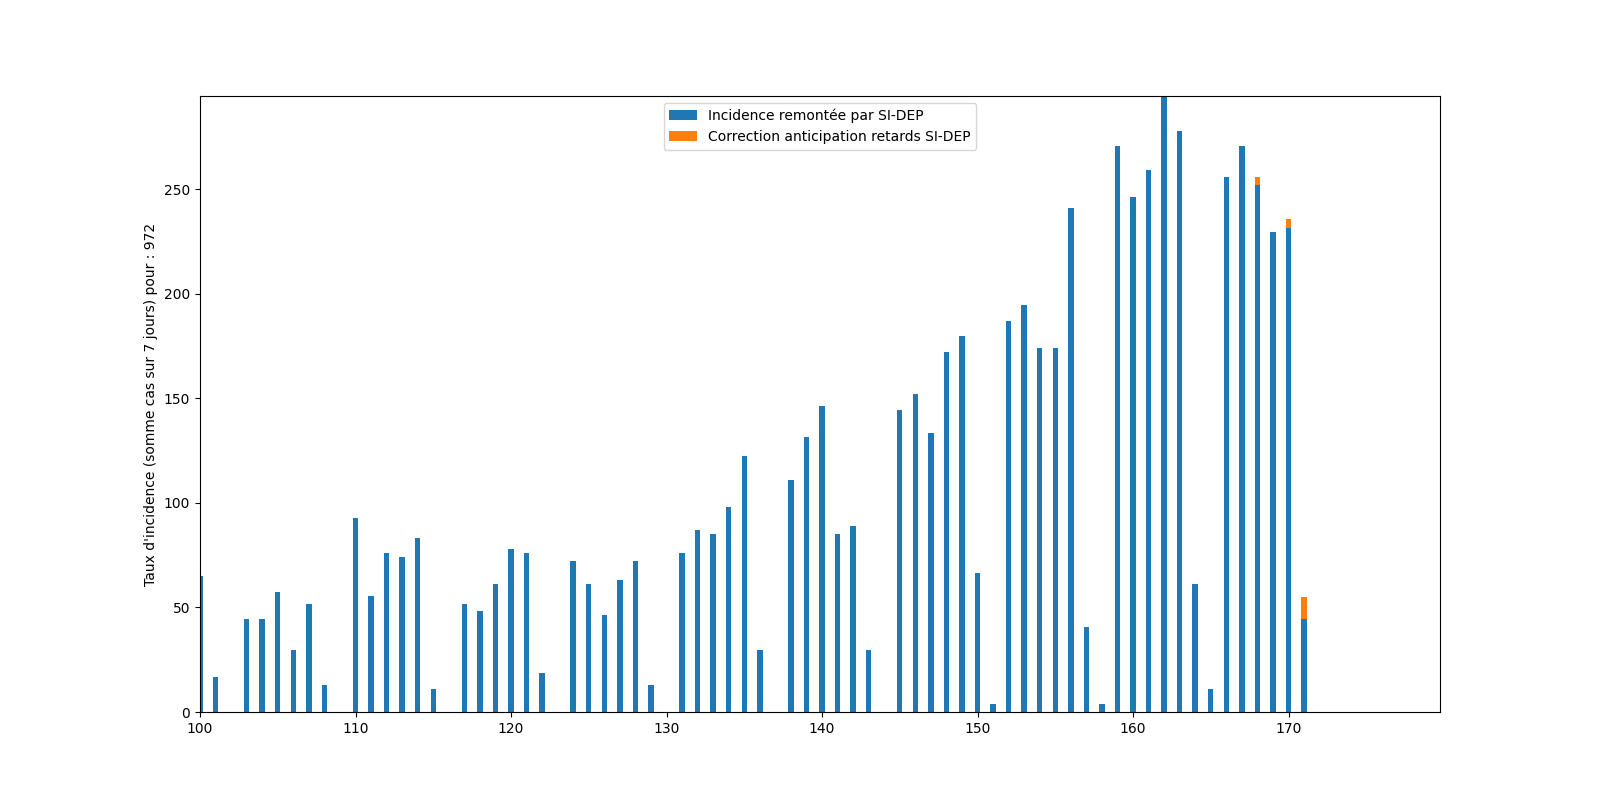 Incidence remontée par SI-DEP
Correction anticipation retards SI-DEP
Taux d'incidence (somme cas sur 7 jours) pour : 972
250
200
150
100
50
0
100 110 120 130 140 150 160 170